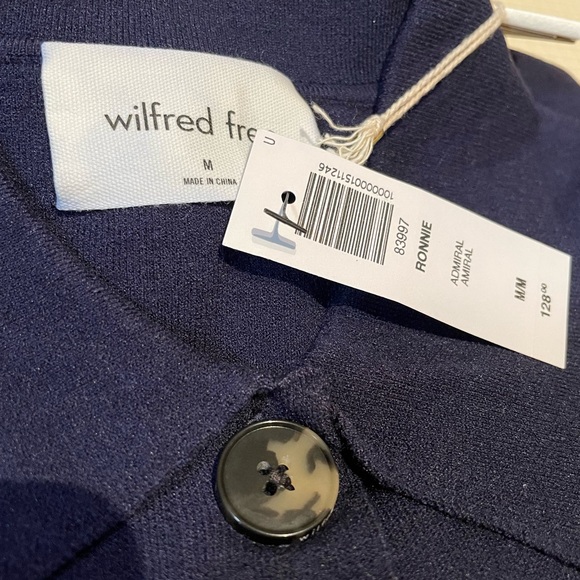 wilfred fre
M
MADE IN CHINA
10000001511246
83997
RONNIE
ADMIRAL
AMIRAL
M/M
128.00